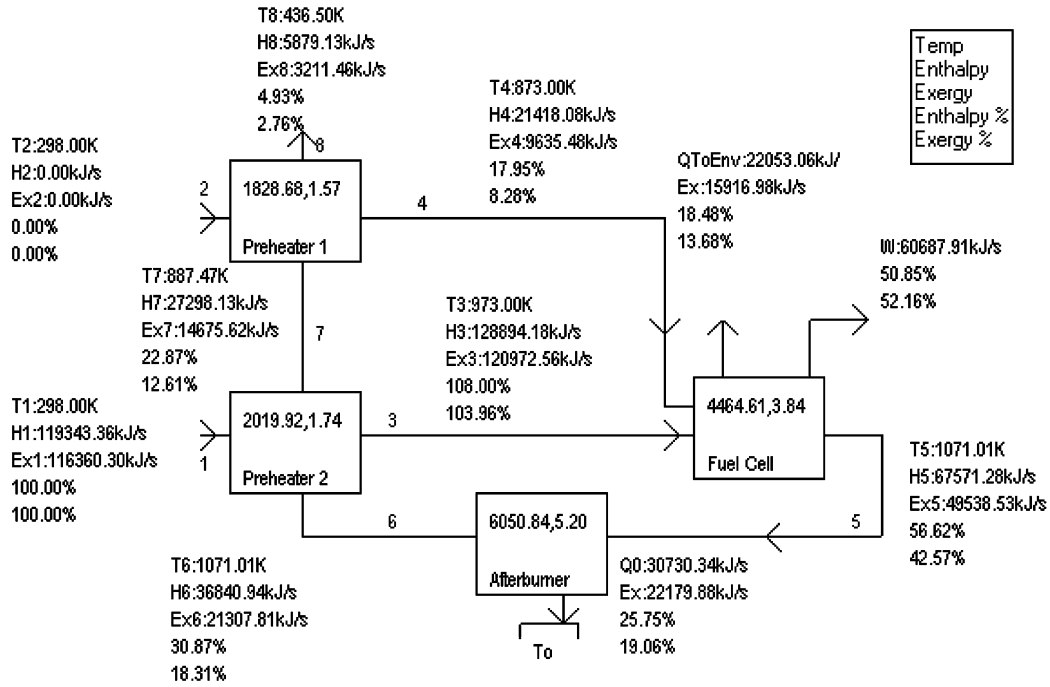 T8:436.50K
H8:5879.13kJ/s
Ex8:3211.46kJ/s
4.93%
2.76%
8
Temp
Enthalpy
Exergy
Enthalpy %
Exergy %
T4:873.00K
H4:21418.08kJ/s
Ex4:9635.48kJ/s
17.95%
8.28%
T2:298.00K
H2:0.00kJ/s
Ex2:0.00kJ/s
0.00%
0.00%
2
1828.68,1.57
Preheater 1
4
QToEnv:22053.06kJ/
Ex:15916.98kJ/s
18.48%
13.68%
W:60687.91kJ/s
50.85%
52.16%
T7:887.47K
H7:27298.13kJ/s
Ex7:14675.62kJ/s
22.87%
12.61%
7
T3:973.00K
H3:128894.18kJ/s
Ex3:120972.56kJ/s
108.00%
103.96%
T1:298.00K
H1:119343.36kJ/s
Ex1:116360.30kJ/s
100.00%
100.00%
1
2019.92,1.74
Preheater 2
3
4464.61,3.84
Fuel Cell
T5:1071.01K
H5:67571.28kJ/s
Ex5:49538.53kJ/s
56.62%
42.57%
5
6
6050.84,5.20
Afterburner
T6:1071.01K
H6:36840.94kJ/s
Ex6:21307.81kJ/s
30.87%
18.31%
Q0:30730.34kJ/s
Ex:22179.88kJ/s
25.75%
19.06%
To